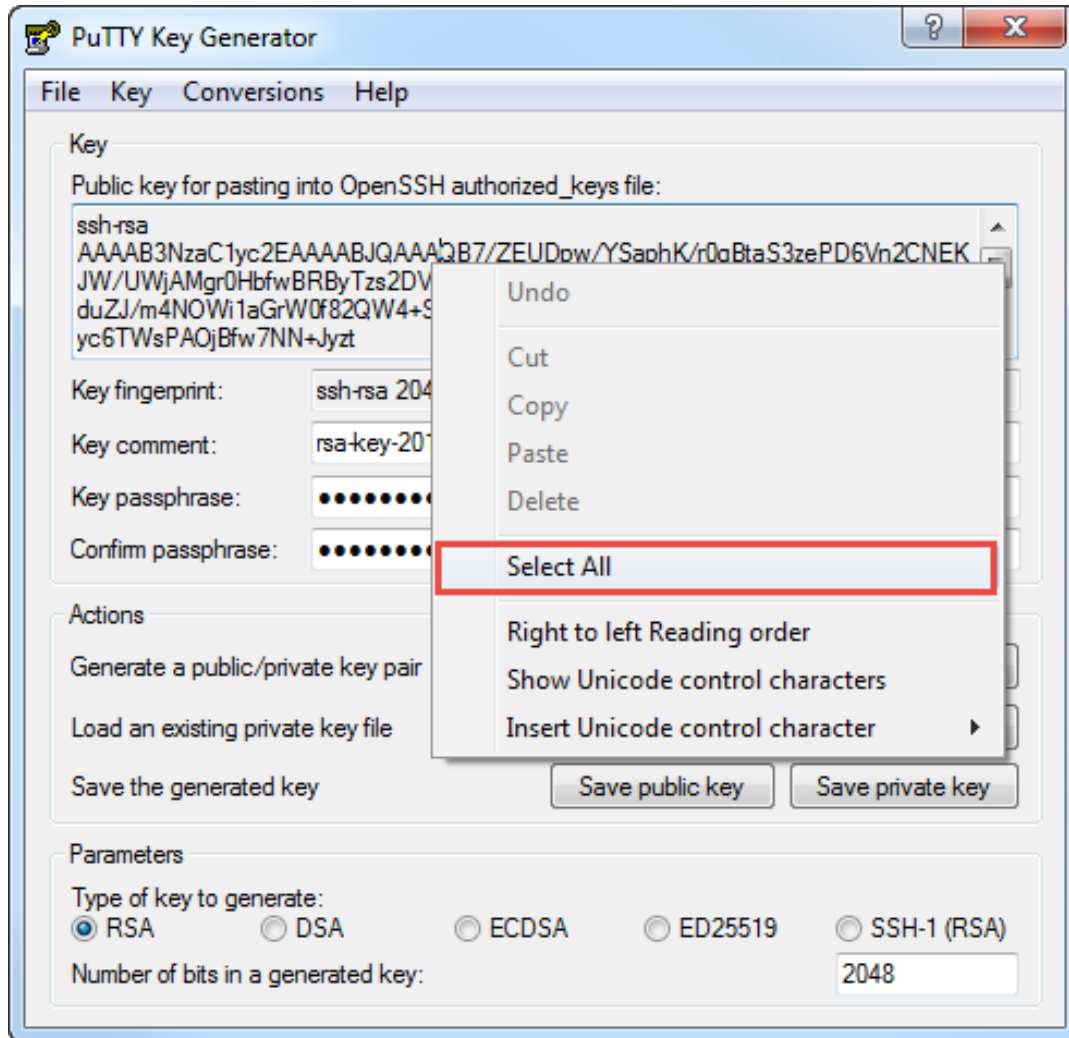 PuTTY Key Generator
File Key Conversions Help
Key
Public key for pasting into OpenSSH authorized_keys file:
ssh-rsa
AAAAB3NzaC1yc2EAAAABJQAAAQB7/ZEUDpw/YSaphK/r0gBtaS3zePD6Vn2CNEK
JW/UWjAMgr0HbfwBRByTzs2DV
duZJ/m4NOWi1aGrW0f82QW4+S
yc6TWsPAOjBfw7NN+Jyzt
Key fingerprint: ssh-rsa 204
Key comment: rsa-key-201
Key passphrase: ●●●●●●●●
Confirm passphrase: ●●●●●●●●
Undo
Cut
Copy
Paste
Delete
Select All
Right to left Reading order
Show Unicode control characters
Insert Unicode control character
Actions
Generate a public/private key pair
Load an existing private key file
Save the generated key Save public key Save private key
Parameters
Type of key to generate:
RSA DSA ECDSA ED25519 SSH-1 (RSA)
Number of bits in a generated key: 2048